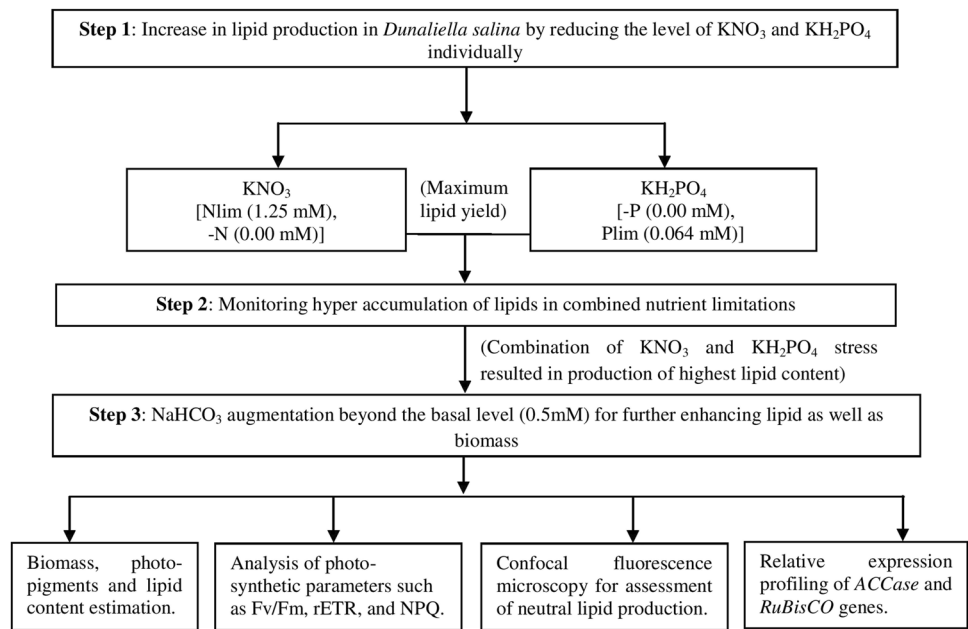 Step 1: Increase in lipid production in Dunaliella salina by reducing the level of KNO₃ and KH₂PO₄
individually
KNO₃
[Nlim (1.25 mM),
-N (0.00 mM)]
(Maximum
lipid yield)
KH₂PO₄
[-P (0.00 mM),
Plim (0.064 mM)]
Step 2: Monitoring hyper accumulation of lipids in combined nutrient limitations
(Combination of KNO₃ and KH₂PO₄ stress
resulted in production of highest lipid content)
Step 3: NaHCO₃ augmentation beyond the basal level (0.5mM) for further enhancing lipid as well as
biomass
Biomass, photo-
pigments and lipid
content estimation.
Analysis of photo-
synthetic parameters such
as Fv/Fm, rETR, and NPQ.
Confocal fluorescence
microscopy for assessment
of neutral lipid production.
Relative expression
profiling of ACCase and
RuBisCO genes.